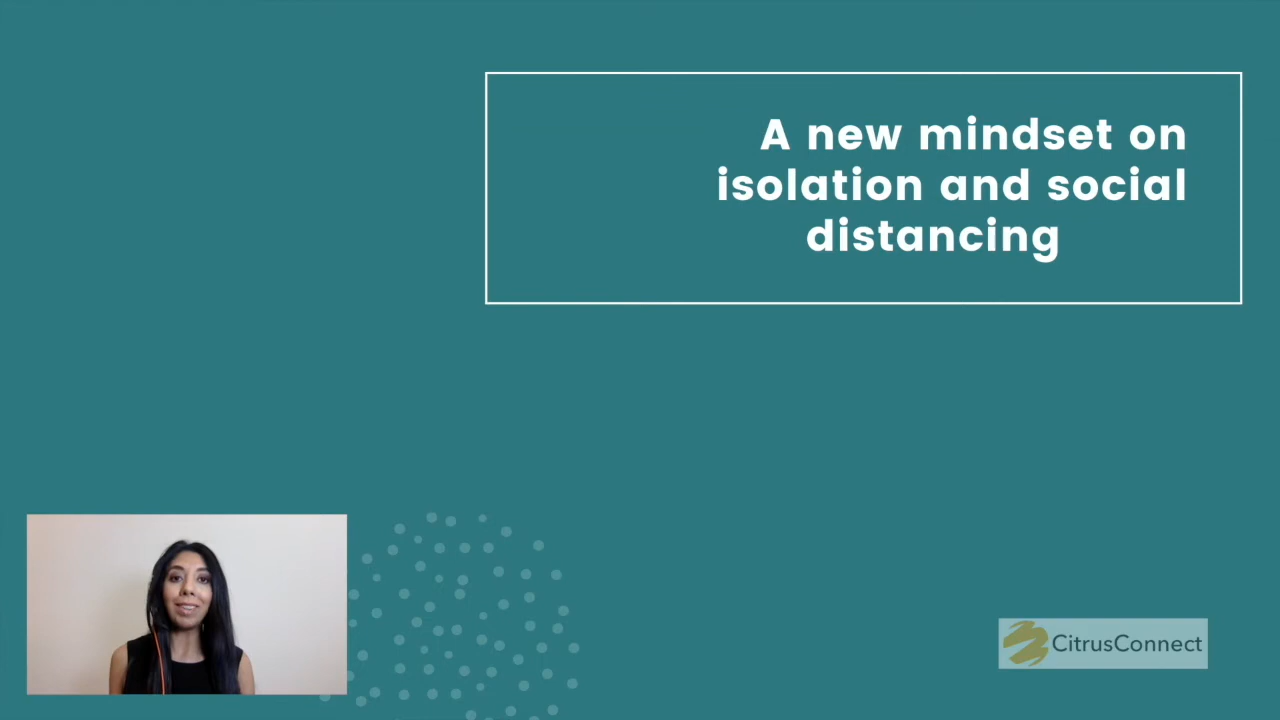 A new mindset on
isolation and social
distancing
CitrusConnect